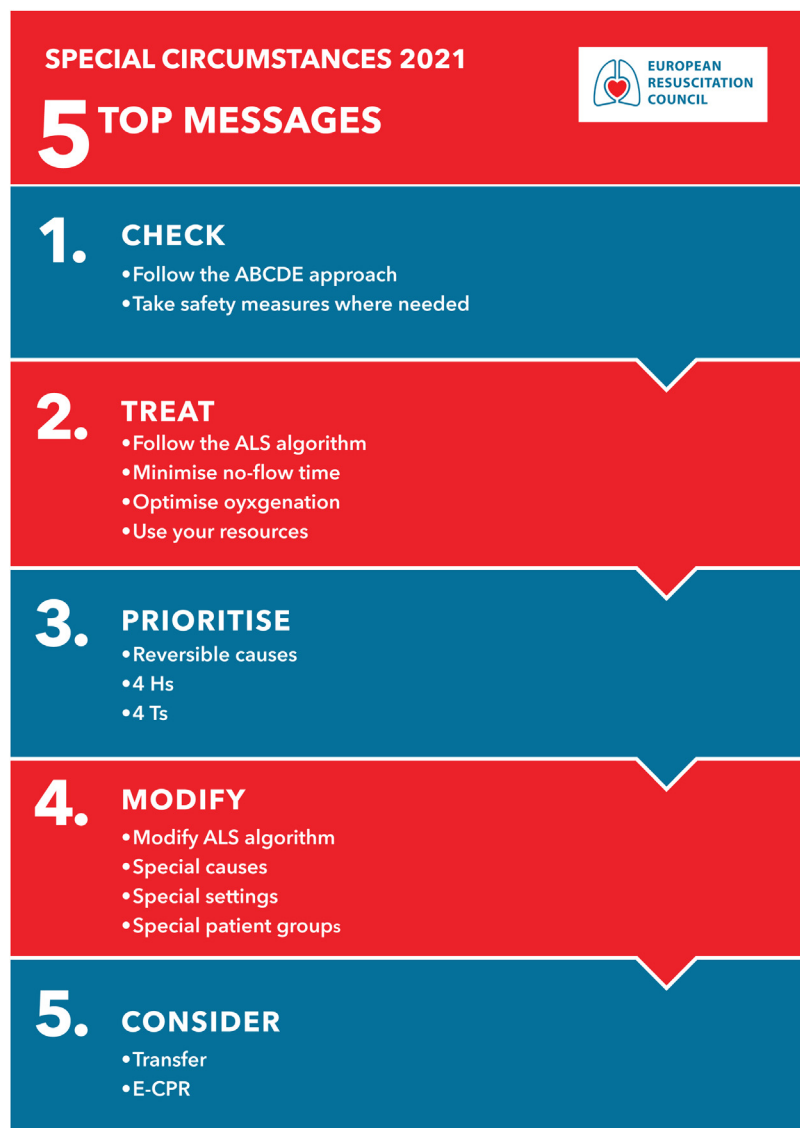 SPECIAL CIRCUMSTANCES 2021
5 TOP MESSAGES
EUROPEAN
RESUSCITATION
COUNCIL
1. CHECK
•Follow the ABCDE approach
•Take safety measures where needed
2. TREAT
•Follow the ALS algorithm
•Minimise no-flow time
•Optimise oyxgenation
•Use your resources
3. PRIORITISE
•Reversible causes
•4 Hs
•4 Ts
4. MODIFY
•Modify ALS algorithm
•Special causes
•Special settings
•Special patient groups
5. CONSIDER
•Transfer
•E-CPR